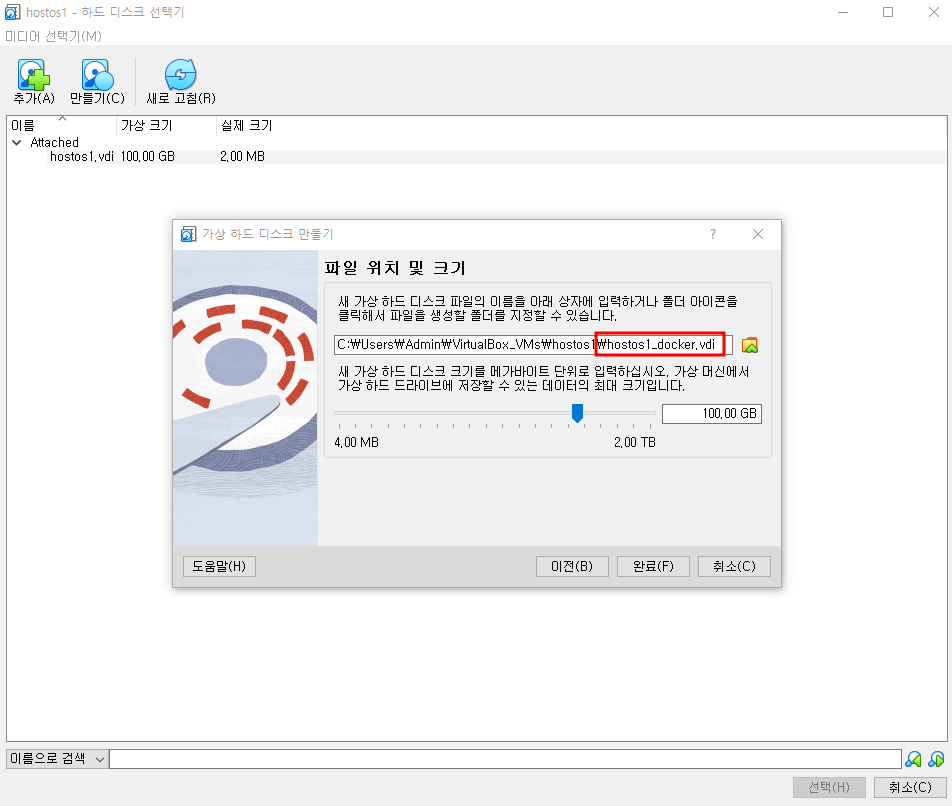 hostos1 - 하드 디스크 선택기
미디어 선택기(M)
추가(A) 만들기(C) 새로 고침(R)
이름 가상 크기 실제 크기
Attached
hostos1.vdi 100.00 GB 2.00 MB
가상 하드 디스크 만들기 ?
파일 위치 및 크기
새 가상 하드 디스크 파일의 이름을 아래 상자에 입력하거나 폴더 아이콘을
클릭해서 파일을 생성할 폴더를 지정할 수 있습니다.
C:₩Users₩Admin₩VirtualBox_VMs₩hostos1₩hostos1_docker.vdi
새 가상 하드 디스크 크기를 메가바이트 단위로 입력하십시오. 가상 머신에서
가상 하드 드라이브에 저장할 수 있는 데이터의 최대 크기입니다.
100.00 GB
4.00 MB 2.00 TB
도움말(H) 이전(B) 완료(F) 취소(C)
이름으로 검색
선택(H) 취소(C)